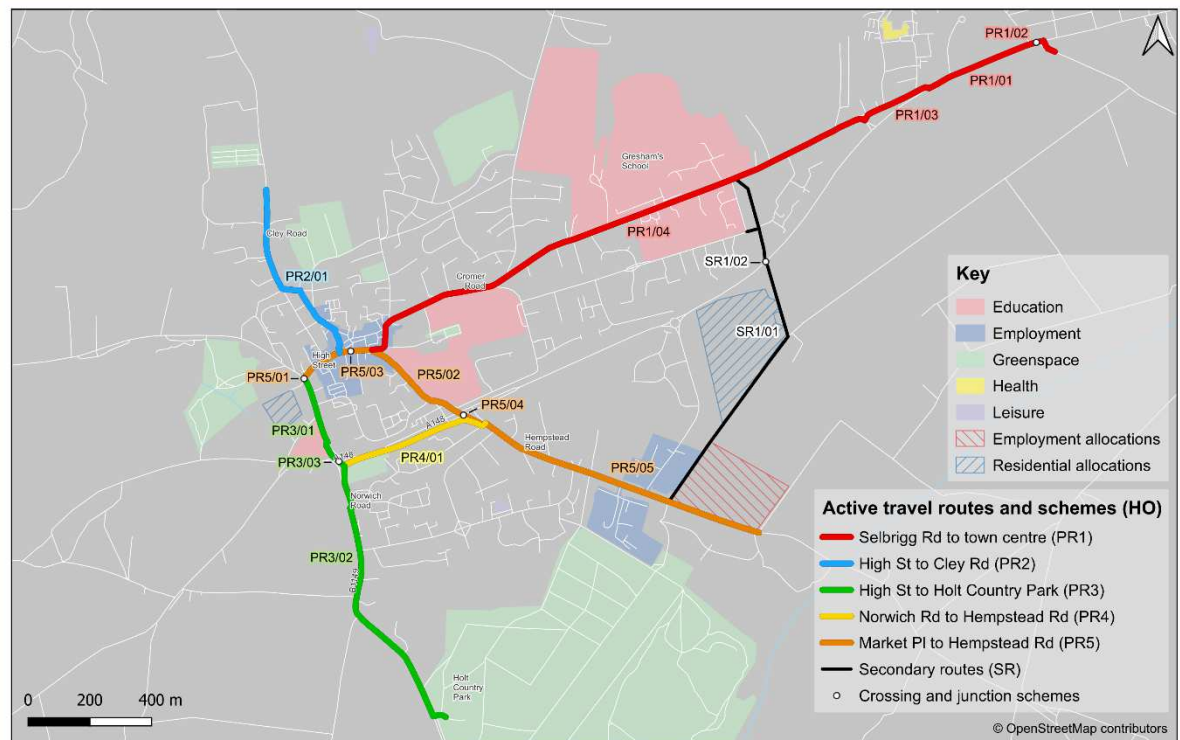 PR1/02
PR1/01
PR1/03
Gresham's
School
PR1/04
Cley Road
PR2/01
SR1/02
Cromer
Road
SR1/01
High
Street
PR5/03
PR5/01
PR5/02
PR5/04
A148
PR3/01
Hempstead
Road
PR4/01
PR3/03
A148
PR5/05
Norwich
Road
PR3/02
B1149
Holt
Country
Park
Key
Education
Employment
Greenspace
Health
Leisure
Employment allocations
Residential allocations
Active travel routes and schemes (HO)
Selbrigg Rd to town centre (PR1)
High St to Cley Rd (PR2)
High St to Holt Country Park (PR3)
Norwich Rd to Hempstead Rd (PR4)
Market Pl to Hempstead Rd (PR5)
Secondary routes (SR)
Crossing and junction schemes
0 200 400 m
© OpenStreetMap contributors